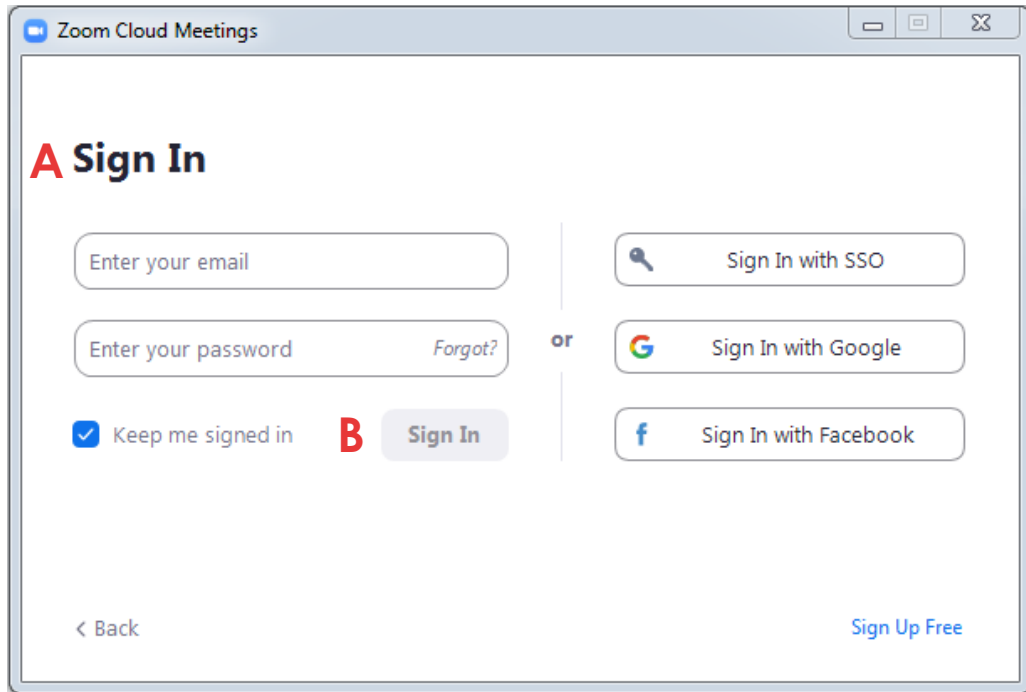 Zoom Cloud Meetings
A Sign In
Enter your email
Enter your password Forgot?
Keep me signed in B Sign In
or
Sign In with SSO
Sign In with Google
Sign In with Facebook
< Back
Sign Up Free